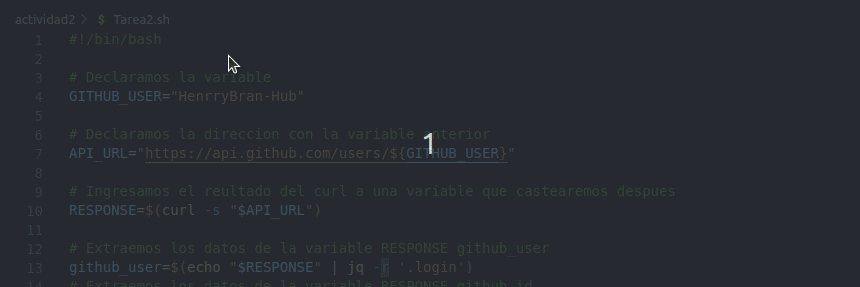 actividad2 > $ Tarea2.sh
1 #!/bin/bash
2
3 # Declaramos la variable
4 GITHUB_USER="HenrryBran-Hub"
5
6 # Declaramos la direccion con la variable anterior
1
7 API_URL="https://api.github.com/users/${GITHUB_USER}"
8
9 # Ingresamos el reultado del curl a una variable que castearemos despues
10 RESPONSE=$(curl -s "$API_URL")
11
12 # Extraemos los datos de la variable RESPONSE github_user
13 github_user=$(echo "$RESPONSE" | jq -r '.login')
14 # Extraemos los datos de la variable RESPONSE github_id